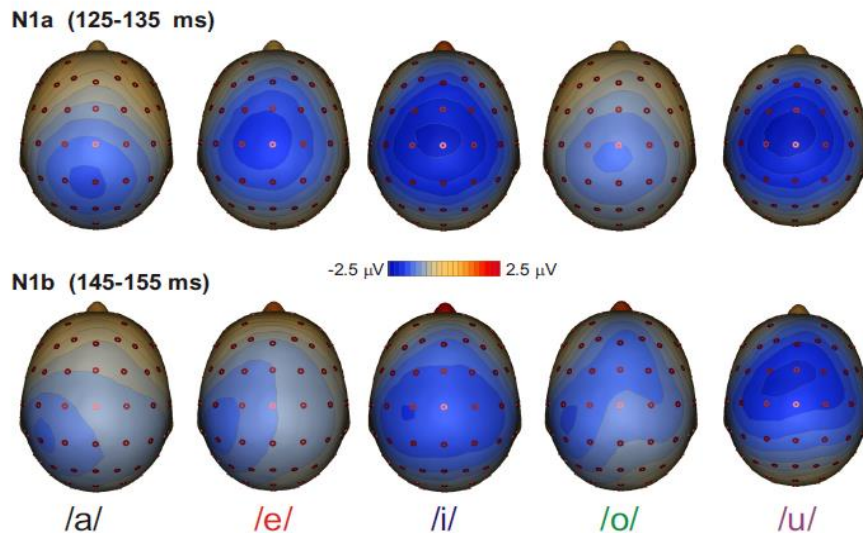 N1a (125-135 ms)
-2.5 µV 2.5 µV
N1b (145-155 ms)
/a/ /e/ /i/ /o/ /u/